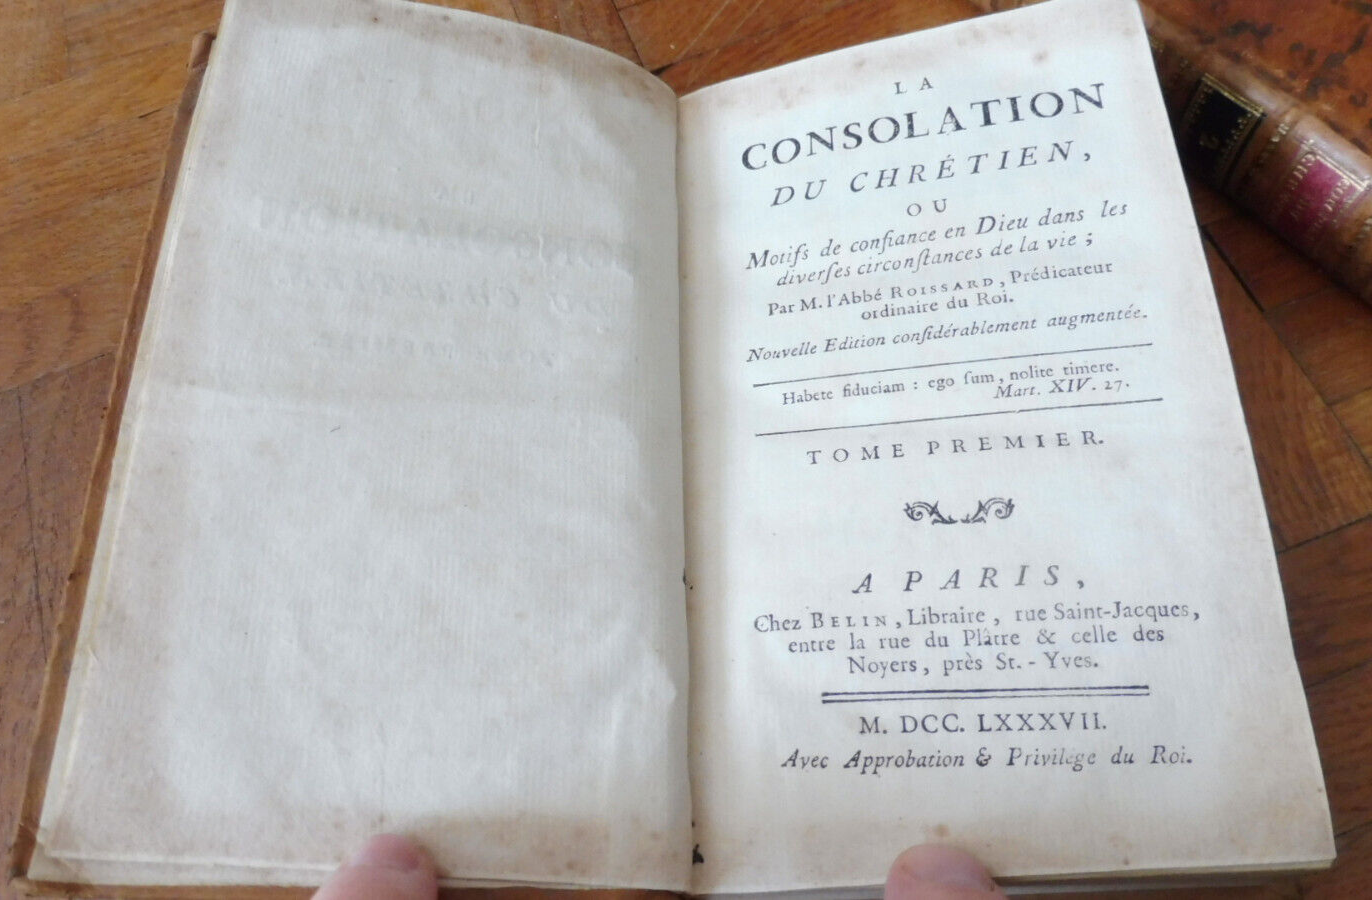 LA
CONSOLATION
DU CHRÉTIEN,
OU
Motifs de confiance en Dieu dans les
diverſes circonſtances de la vie ;
Par M. l'Abbé ROISSARD, Prédicateur
ordinaire du Roi.
Nouvelle Edition conſidérablement augmentée.
Habete fiduciam : ego ſum, nolite timere.
Mart. XIV. 27.
TOME PREMIER.
A PARIS,
Chez BELIN, Libraire, rue Saint-Jacques,
entre la rue du Plâtre & celle des
Noyers, près St. - Yves.
M. DCC. LXXXVII.
Avec Approbation & Privilége du Roi.